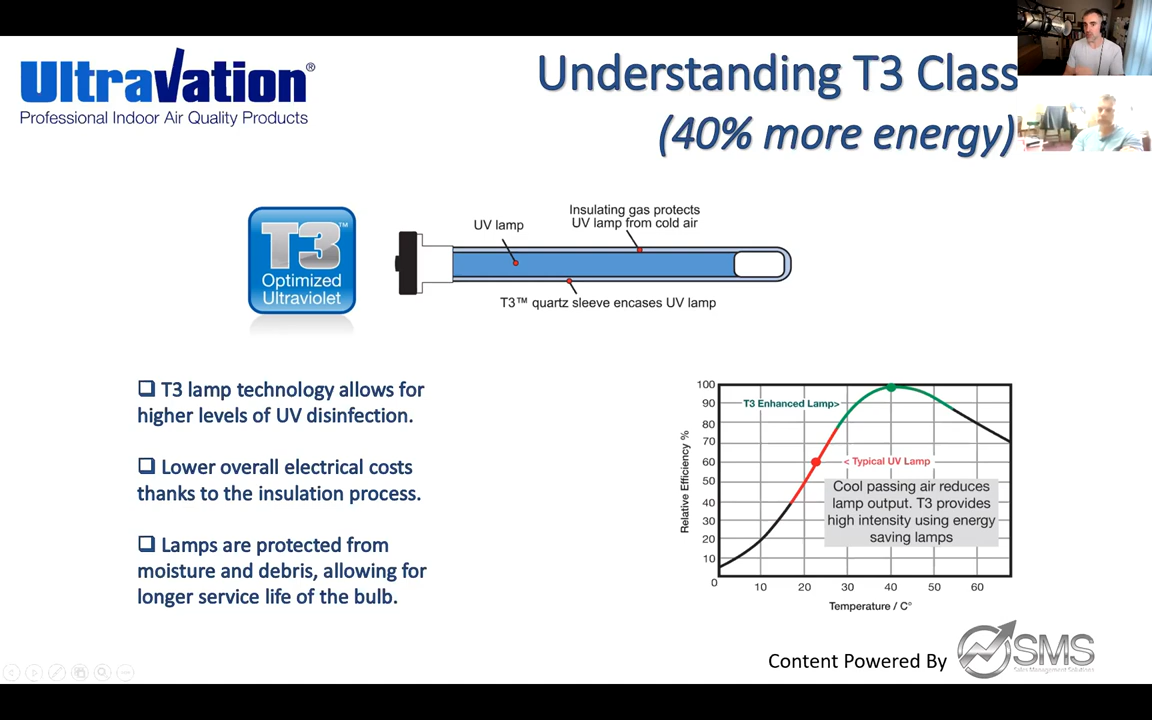 Ultravation®
Professional Indoor Air Quality Products
Understanding T3 Class
(40% more energy)
T3™
Optimized
Ultraviolet
UV lamp
Insulating gas protects
UV lamp from cold air
T3™ quartz sleeve encases UV lamp
❑ T3 lamp technology allows for
higher levels of UV disinfection.
❑ Lower overall electrical costs
thanks to the insulation process.
❑ Lamps are protected from
moisture and debris, allowing for
longer service life of the bulb.
Relative Efficiency %
100
90
80
70
60
50
40
30
20
10
0
T3 Enhanced Lamp>
< Typical UV Lamp
Cool passing air reduces
lamp output. T3 provides
high intensity using energy
saving lamps
10 20 30 40 50 60
Temperature / C°
Content Powered By
SMS
Sales Management Solutions